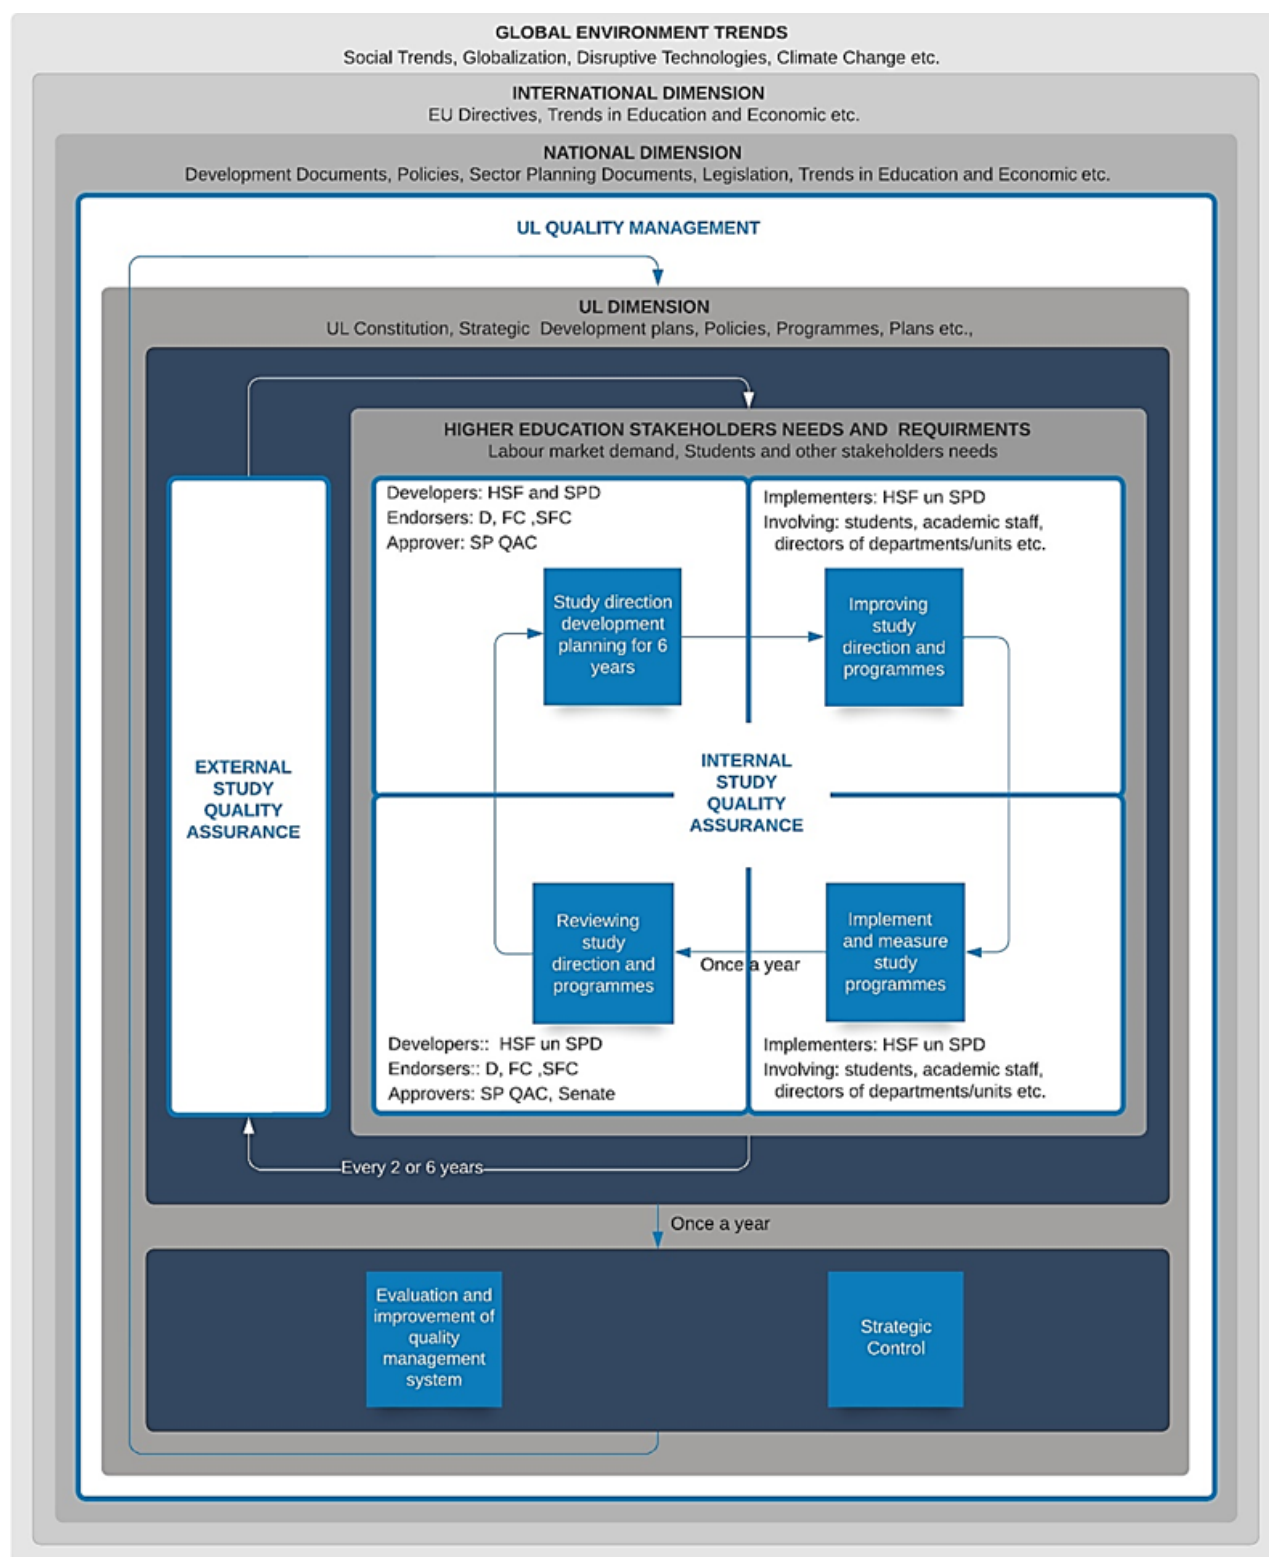 GLOBAL ENVIRONMENT TRENDS
Social Trends, Globalization, Disruptive Technologies, Climate Change etc.
INTERNATIONAL DIMENSION
EU Directives, Trends in Education and Economic etc.
NATIONAL DIMENSION
Development Documents, Policies, Sector Planning Documents, Legislation, Trends in Education and Economic etc.
UL QUALITY MANAGEMENT
UL DIMENSION
UL Constitution, Strategic Development plans, Policies, Programmes, Plans etc.,
HIGHER EDUCATION STAKEHOLDERS NEEDS AND REQUIRMENTS
Labour market demand, Students and other stakeholders needs
Developers: HSF and SPD
Endorsers: D, FC ,SFC
Approver: SP QAC
Implementers: HSF un SPD
Involving: students, academic staff,
directors of departments/units etc.
Study direction
development
planning for 6
years
Improving
study
direction and
programmes
EXTERNAL
STUDY
QUALITY
ASSURANCE
INTERNAL
STUDY
QUALITY
ASSURANCE
Reviewing
study
direction and
programmes
Once a year
Implement
and measure
study
programmes
Developers:: HSF un SPD
Endorsers:: D, FC ,SFC
Approvers: SP QAC, Senate
Implementers: HSF un SPD
Involving: students, academic staff,
directors of departments/units etc.
Every 2 or 6 years
Once a year
Evaluation and
improvement of
quality
management
system
Strategic
Control